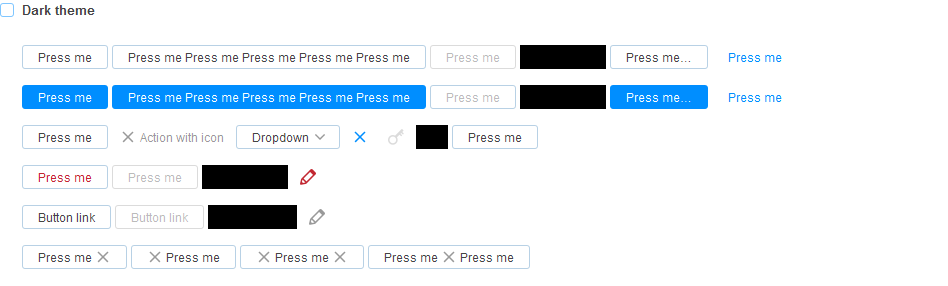 Dark theme
Press me Press me Press me Press me Press me Press me Press me Press me... Press me
Press me Press me Press me Press me Press me Press me Press me Press me... Press me
Press me Action with icon Dropdown Press me
Press me Press me
Button link Button link
Press me Press me Press me Press me Press me